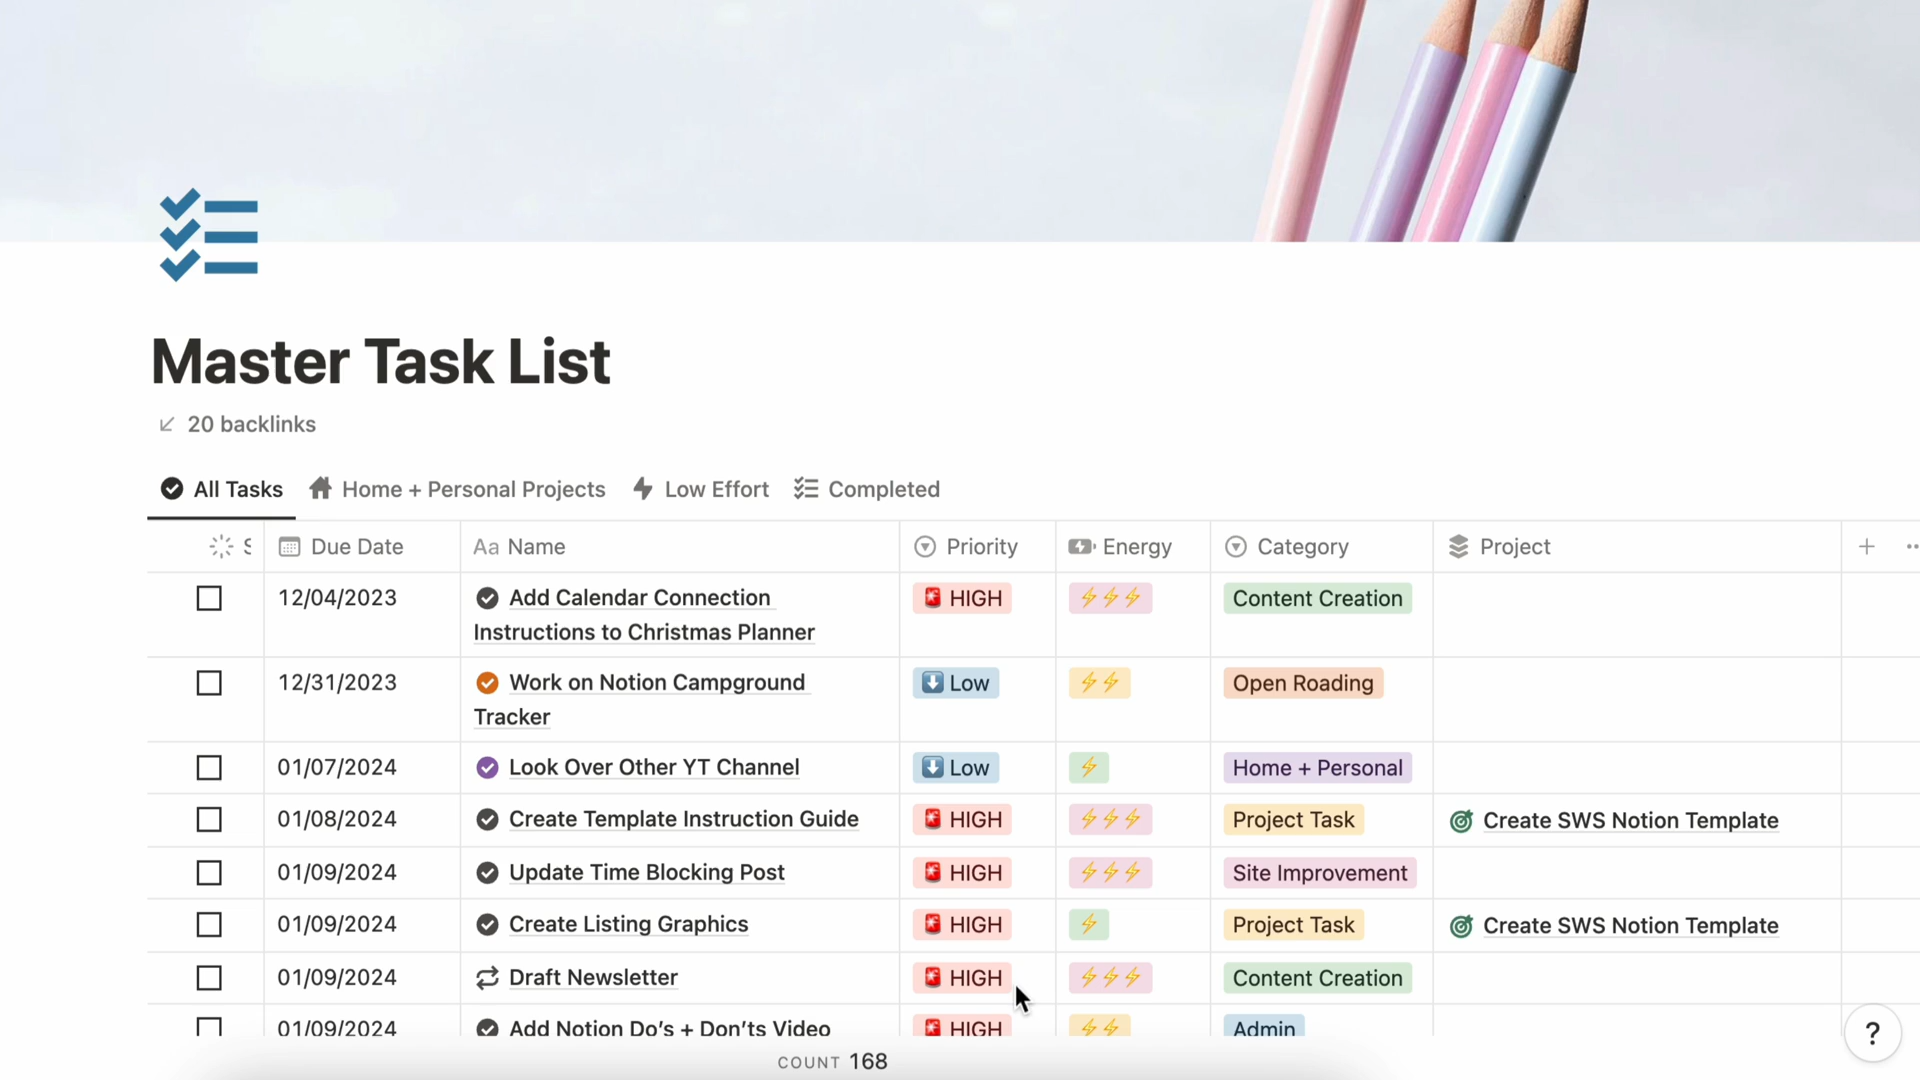 Master Task List
20 backlinks
All Tasks Home + Personal Projects Low Effort Completed
Due Date Aa Name Priority Energy Category Project
12/04/2023 Add Calendar Connection HIGH Content Creation
Instructions to Christmas Planner
12/31/2023 Work on Notion Campground Low Open Roading
Tracker
01/07/2024 Look Over Other YT Channel Low Home + Personal
01/08/2024 Create Template Instruction Guide HIGH Project Task Create SWS Notion Template
01/09/2024 Update Time Blocking Post HIGH Site Improvement
01/09/2024 Create Listing Graphics HIGH Project Task Create SWS Notion Template
01/09/2024 Draft Newsletter HIGH Content Creation
01/09/2024 Add Notion Do’s + Don’ts Video HIGH Admin
COUNT 168
?